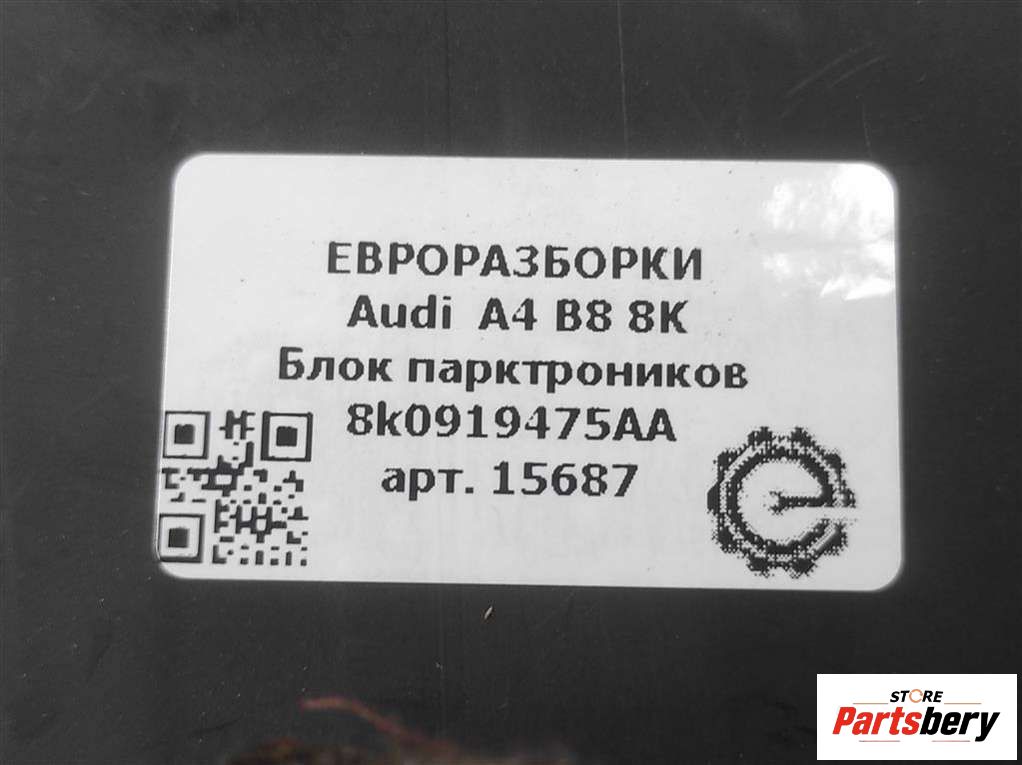 ЕВРОРАЗБОРКИ
Audi A4 B8 8K
Блок парктроников
8k0919475AA
арт. 15687
STORE
Partsbery